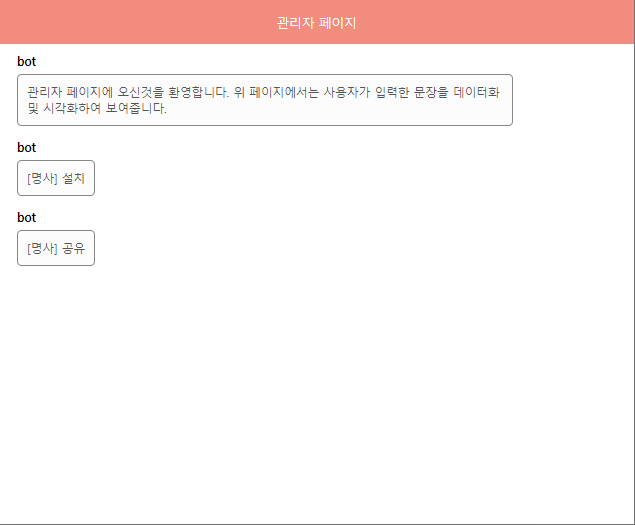 관리자 페이지
bot
관리자 페이지에 오신것을 환영합니다. 위 페이지에서는 사용자가 입력한 문장을 데이터화
및 시각화하여 보여줍니다.
bot
[명사] 설치
bot
[명사] 공유